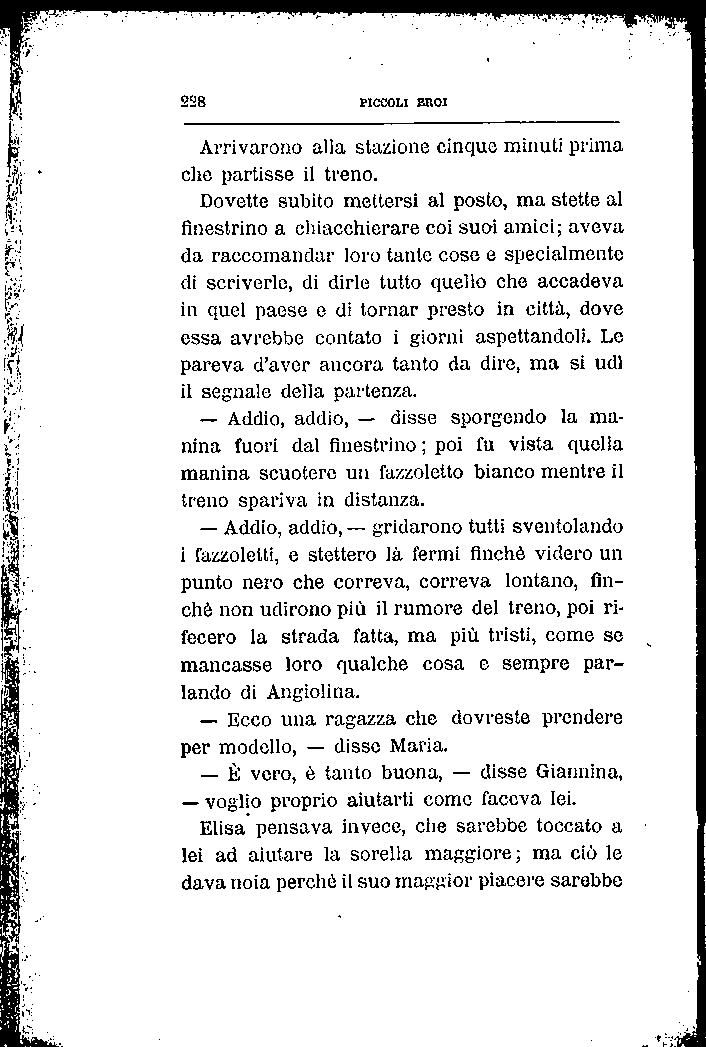 228 PICCOLI EROI
Arrivarono alla stazione cinque minuti prima
che partisse il treno.
Dovette subito mettersi al posto, ma stette al
finestrino a chiacchierare coi suoi amici; aveva
da raccomandar loro tante cose e specialmente
di scriverle, di dirle tutto quello che accadeva
in quel paese e di tornar presto in città, dove
essa avrebbe contato i giorni aspettandoli. Le
pareva d'aver ancora tanto da dire, ma si udì
il segnale della partenza.
— Addio, addio, — disse sporgendo la ma-
nina fuori dal finestrino; poi fu vista quella
manina scuotere un fazzoletto bianco mentre il
treno spariva in distanza.
— Addio, addio, — gridarono tutti sventolando
i fazzoletti, e stettero là fermi finchè videro un
punto nero che correva, correva lontano, fin-
chè non udirono più il rumore del treno, poi ri-
fecero la strada fatta, ma più tristi, come se
mancasse loro qualche cosa e sempre par-
lando di Angiolina.
— Ecco una ragazza che dovreste prendere
per modello, — disse Maria.
— È vero, è tanto buona, — disse Giannina,
— voglio proprio aiutarti come faceva lei.
Elisa pensava invece, che sarebbe toccato a
lei ad aiutare la sorella maggiore; ma ciò le
dava noia perchè il suo maggior piacere sarebbe